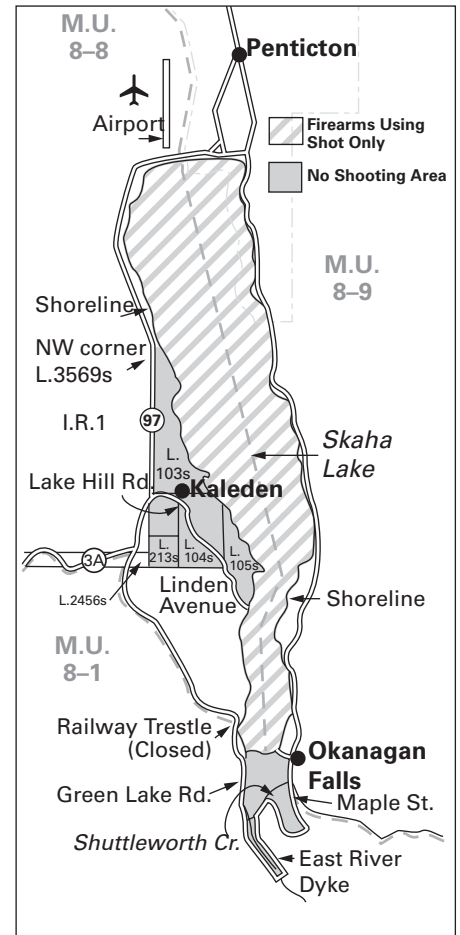 M.U.
8–8
Penticton
Airport
Firearms Using
Shot Only
No Shooting Area
M.U.
8–9
Shoreline
NW corner
L.3569s
I.R.1
97
L.
103s
Skaha
Lake
Lake Hill Rd.
Kaleden
3A
L.
213s
L.
104s
L.
105s
L.2456s
Linden
Avenue
Shoreline
M.U.
8–1
Railway Trestle
(Closed)
Okanagan
Falls
Green Lake Rd.
Maple St.
Shuttleworth Cr.
East River
Dyke